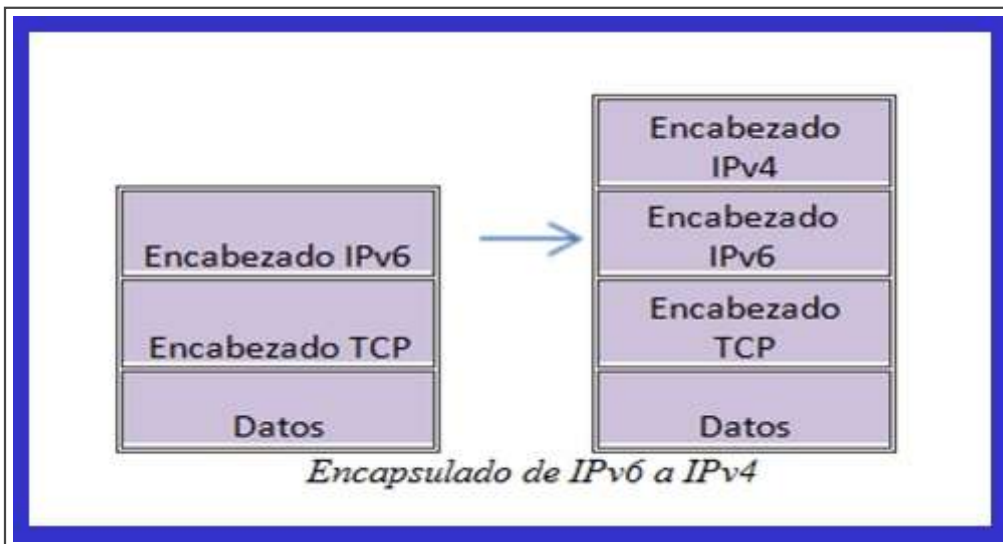 Encabezado IPv6
Encabezado TCP
Datos
Encabezado
IPv4
Encabezado
IPv6
Encabezado
TCP
Datos
Encapsulado de IPv6 a IPv4